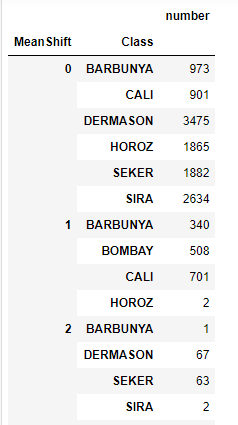 number
MeanShift Class
0 BARBUNYA 973
CALI 901
DERMASON 3475
HOROZ 1865
SEKER 1882
SIRA 2634
1 BARBUNYA 340
BOMBAY 508
CALI 701
HOROZ 2
2 BARBUNYA 1
DERMASON 67
SEKER 63
SIRA 2